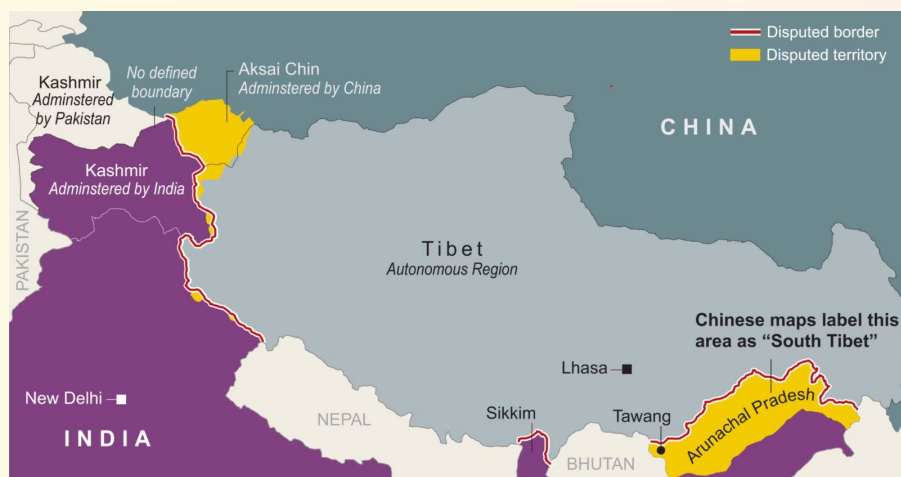 Disputed border
Disputed territory
Kashmir
Adminstered
by Pakistan
No defined
boundary
Aksai Chin
Adminstered by China
CHINA
Kashmir
Adminstered by India
PAKISTAN
Tibet
Autonomous Region
Chinese maps label this
area as “South Tibet”
Lhasa
New Delhi
NEPAL
Sikkim
Tawang
Arunachal Pradesh
INDIA
BHUTAN